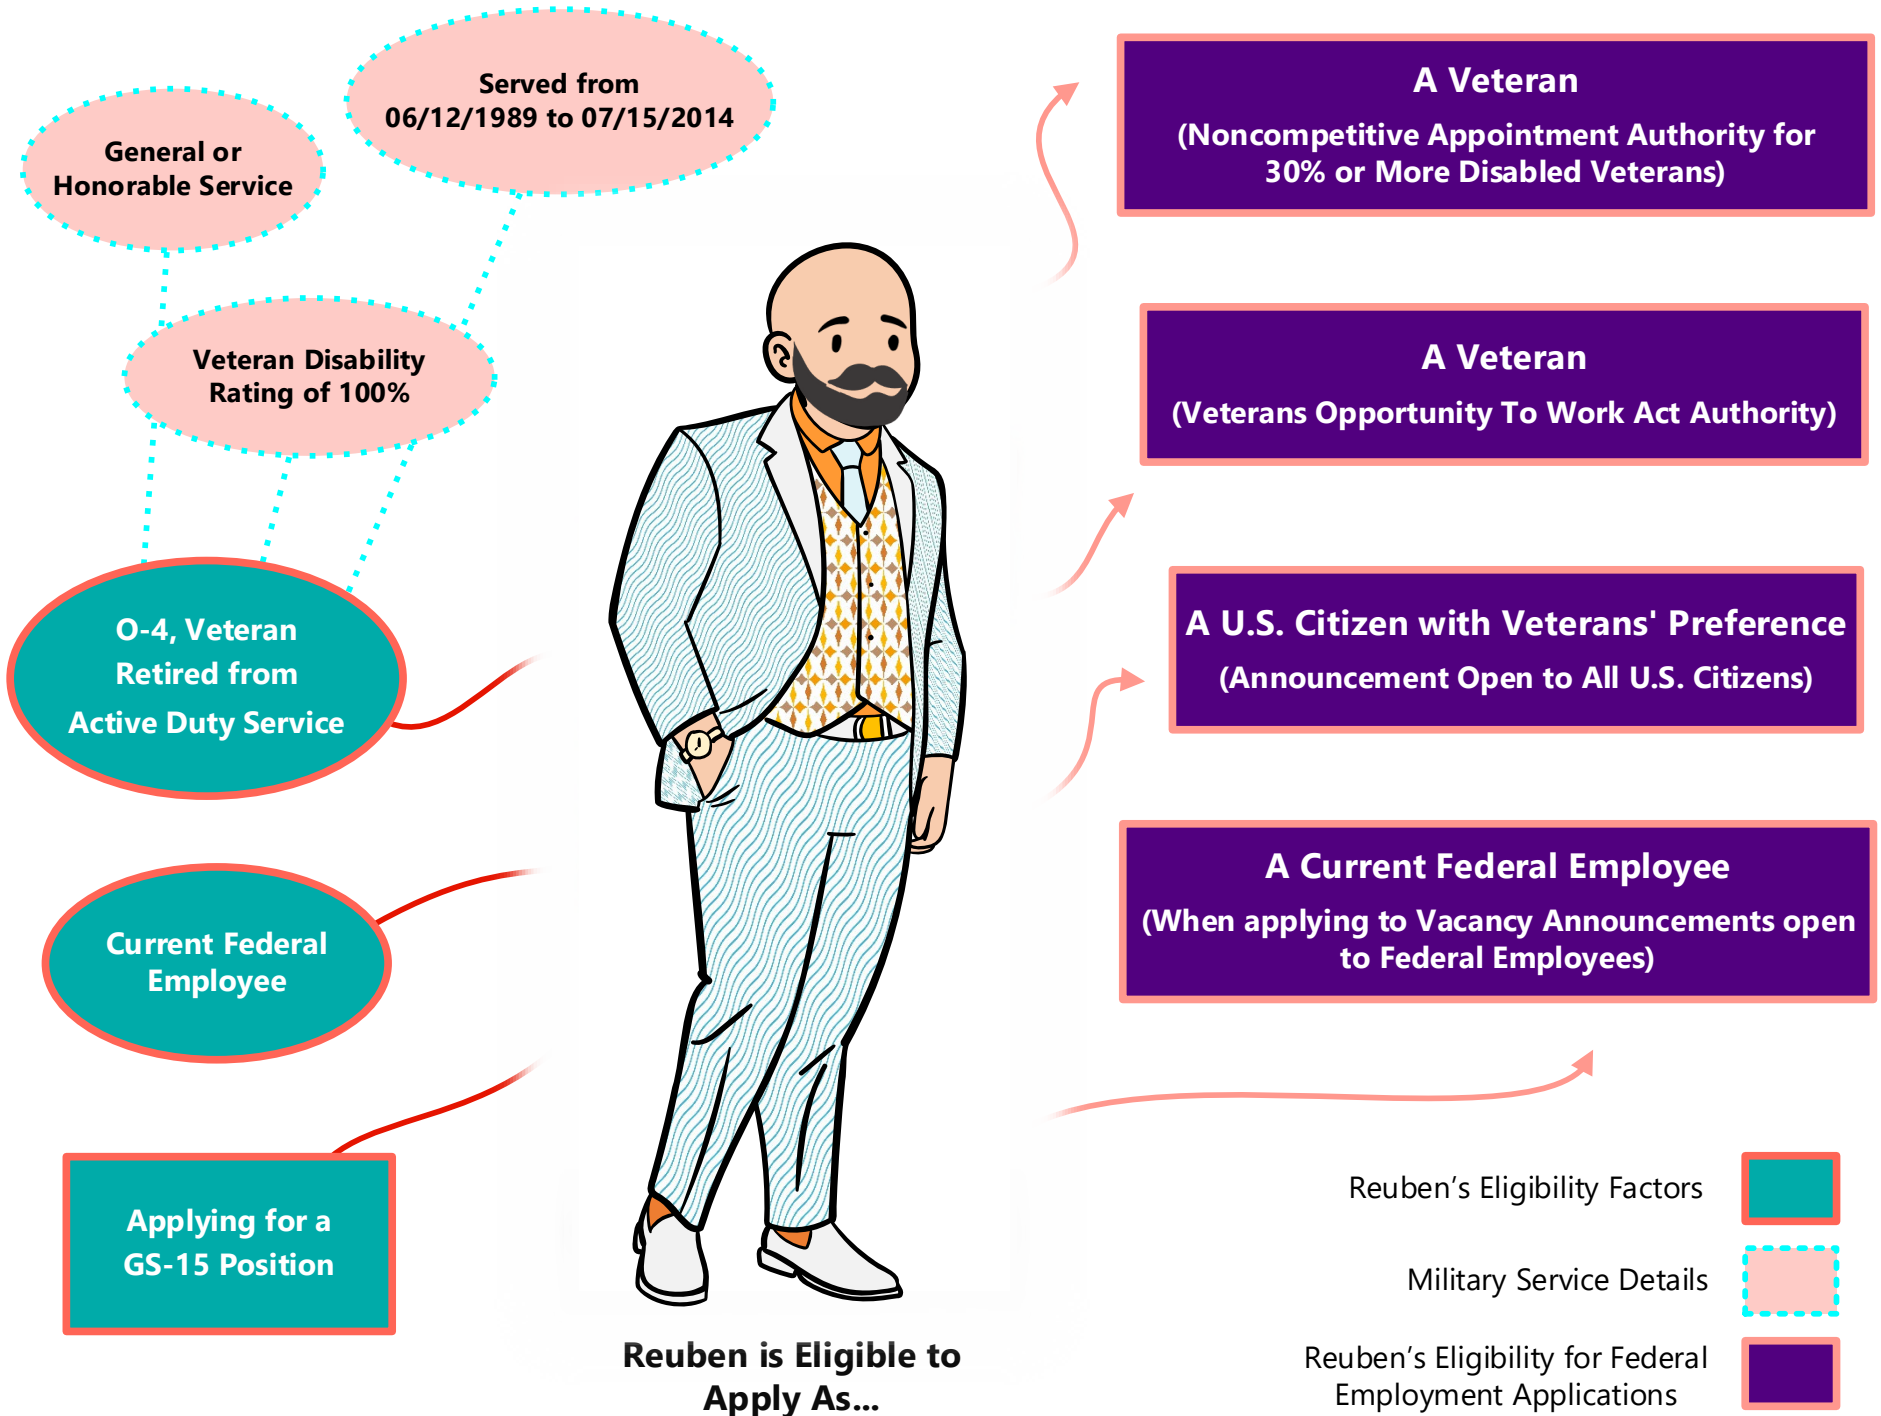 Served from
06/12/1989 to 07/15/2014
General or
Honorable Service
Veteran Disability
Rating of 100%
O-4, Veteran
Retired from
Active Duty Service
Current Federal
Employee
Applying for a
GS-15 Position
Reuben is Eligible to
Apply As...
A Veteran
(Noncompetitive Appointment Authority for
30% or More Disabled Veterans)
A Veteran
(Veterans Opportunity To Work Act Authority)
A U.S. Citizen with Veterans' Preference
(Announcement Open to All U.S. Citizens)
A Current Federal Employee
(When applying to Vacancy Announcements open
to Federal Employees)
Reuben’s Eligibility Factors
Military Service Details
Reuben’s Eligibility for Federal
Employment Applications